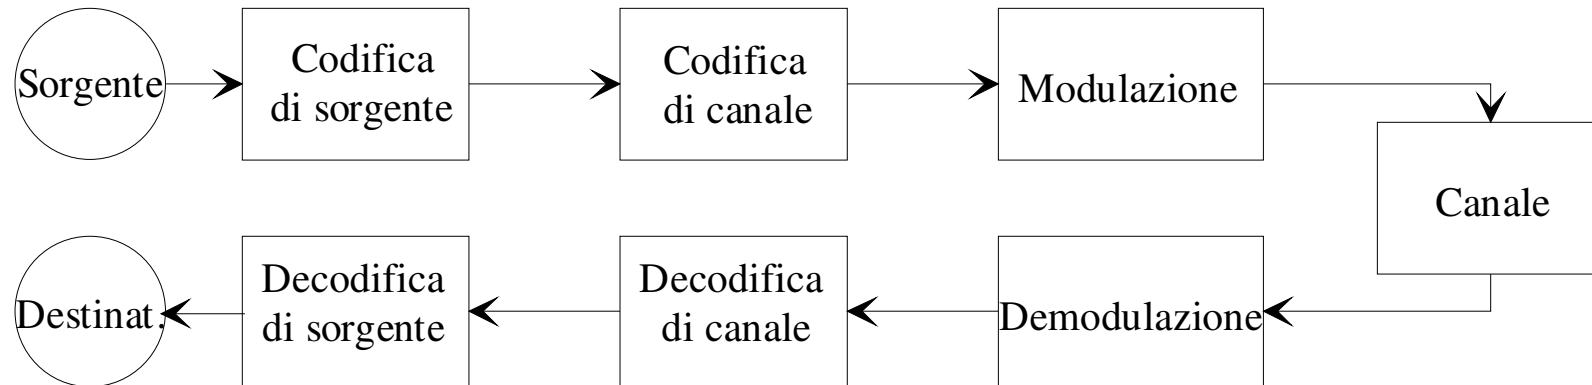 Sorgente
Codifica
di sorgente
Codifica
di canale
Modulazione
Canale
Destinat.
Decodifica
di sorgente
Decodifica
di canale
Demodulazione